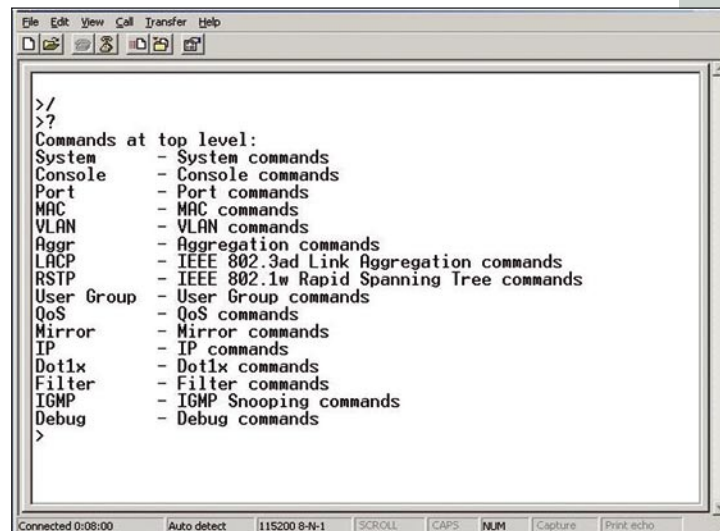 File Edit View Call Transfer Help
>/
>?
Commands at top level:
System - System commands
Console - Console commands
Port - Port commands
MAC - MAC commands
VLAN - VLAN commands
Aggr - Aggregation commands
LACP - IEEE 802.3ad Link Aggregation commands
RSTP - IEEE 802.1w Rapid Spanning Tree commands
User Group - User Group commands
QoS - QoS commands
Mirror - Mirror commands
IP - IP commands
Dot1x - Dot1x commands
Filter - Filter commands
IGMP - IGMP Snooping commands
Debug - Debug commands
>
Connected 0:08:00 Auto detect 115200 8-N-1 SCROLL CAPS NUM Capture Print echo